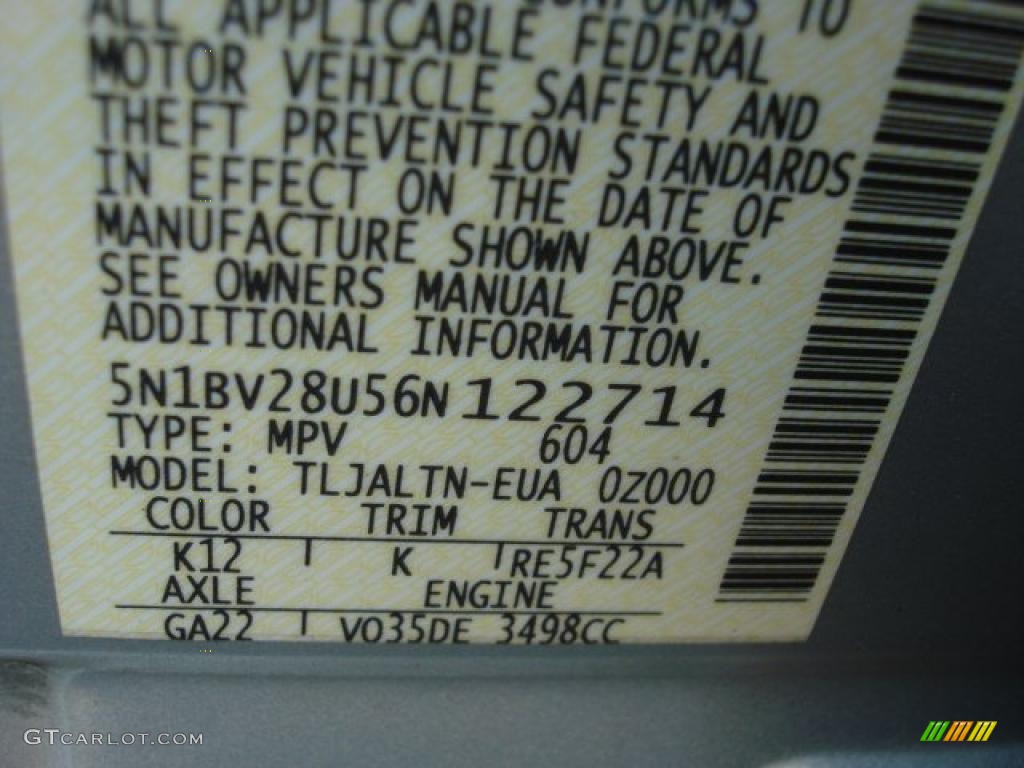 ALL APPLICABLE FEDERAL TO
MOTOR VEHICLE SAFETY AND
THEFT PREVENTION STANDARDS
IN EFFECT ON THE DATE OF
MANUFACTURE SHOWN ABOVE.
SEE OWNERS MANUAL FOR
ADDITIONAL INFORMATION.
5N1BV28U56N122714
TYPE: MPV 604
MODEL: TLJALTN-EUA 0Z000
COLOR TRIM TRANS
K12 K RE5F22A
AXLE ENGINE
GA22 VQ35DE 3498CC
GTCARLOT.COM